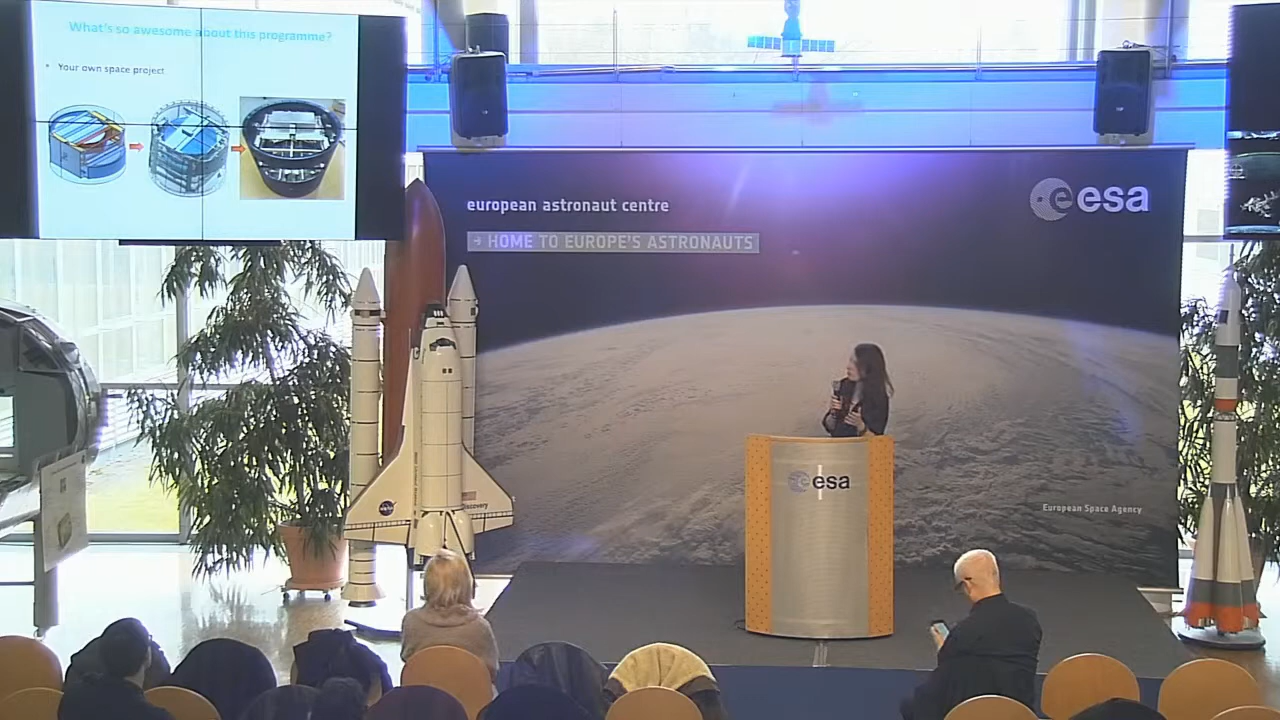 What's so awesome about this programme?
• Your own space project
european astronaut centre
→ HOME TO EUROPE'S ASTRONAUTS
esa
esa
European Space Agency
NASA
Discovery